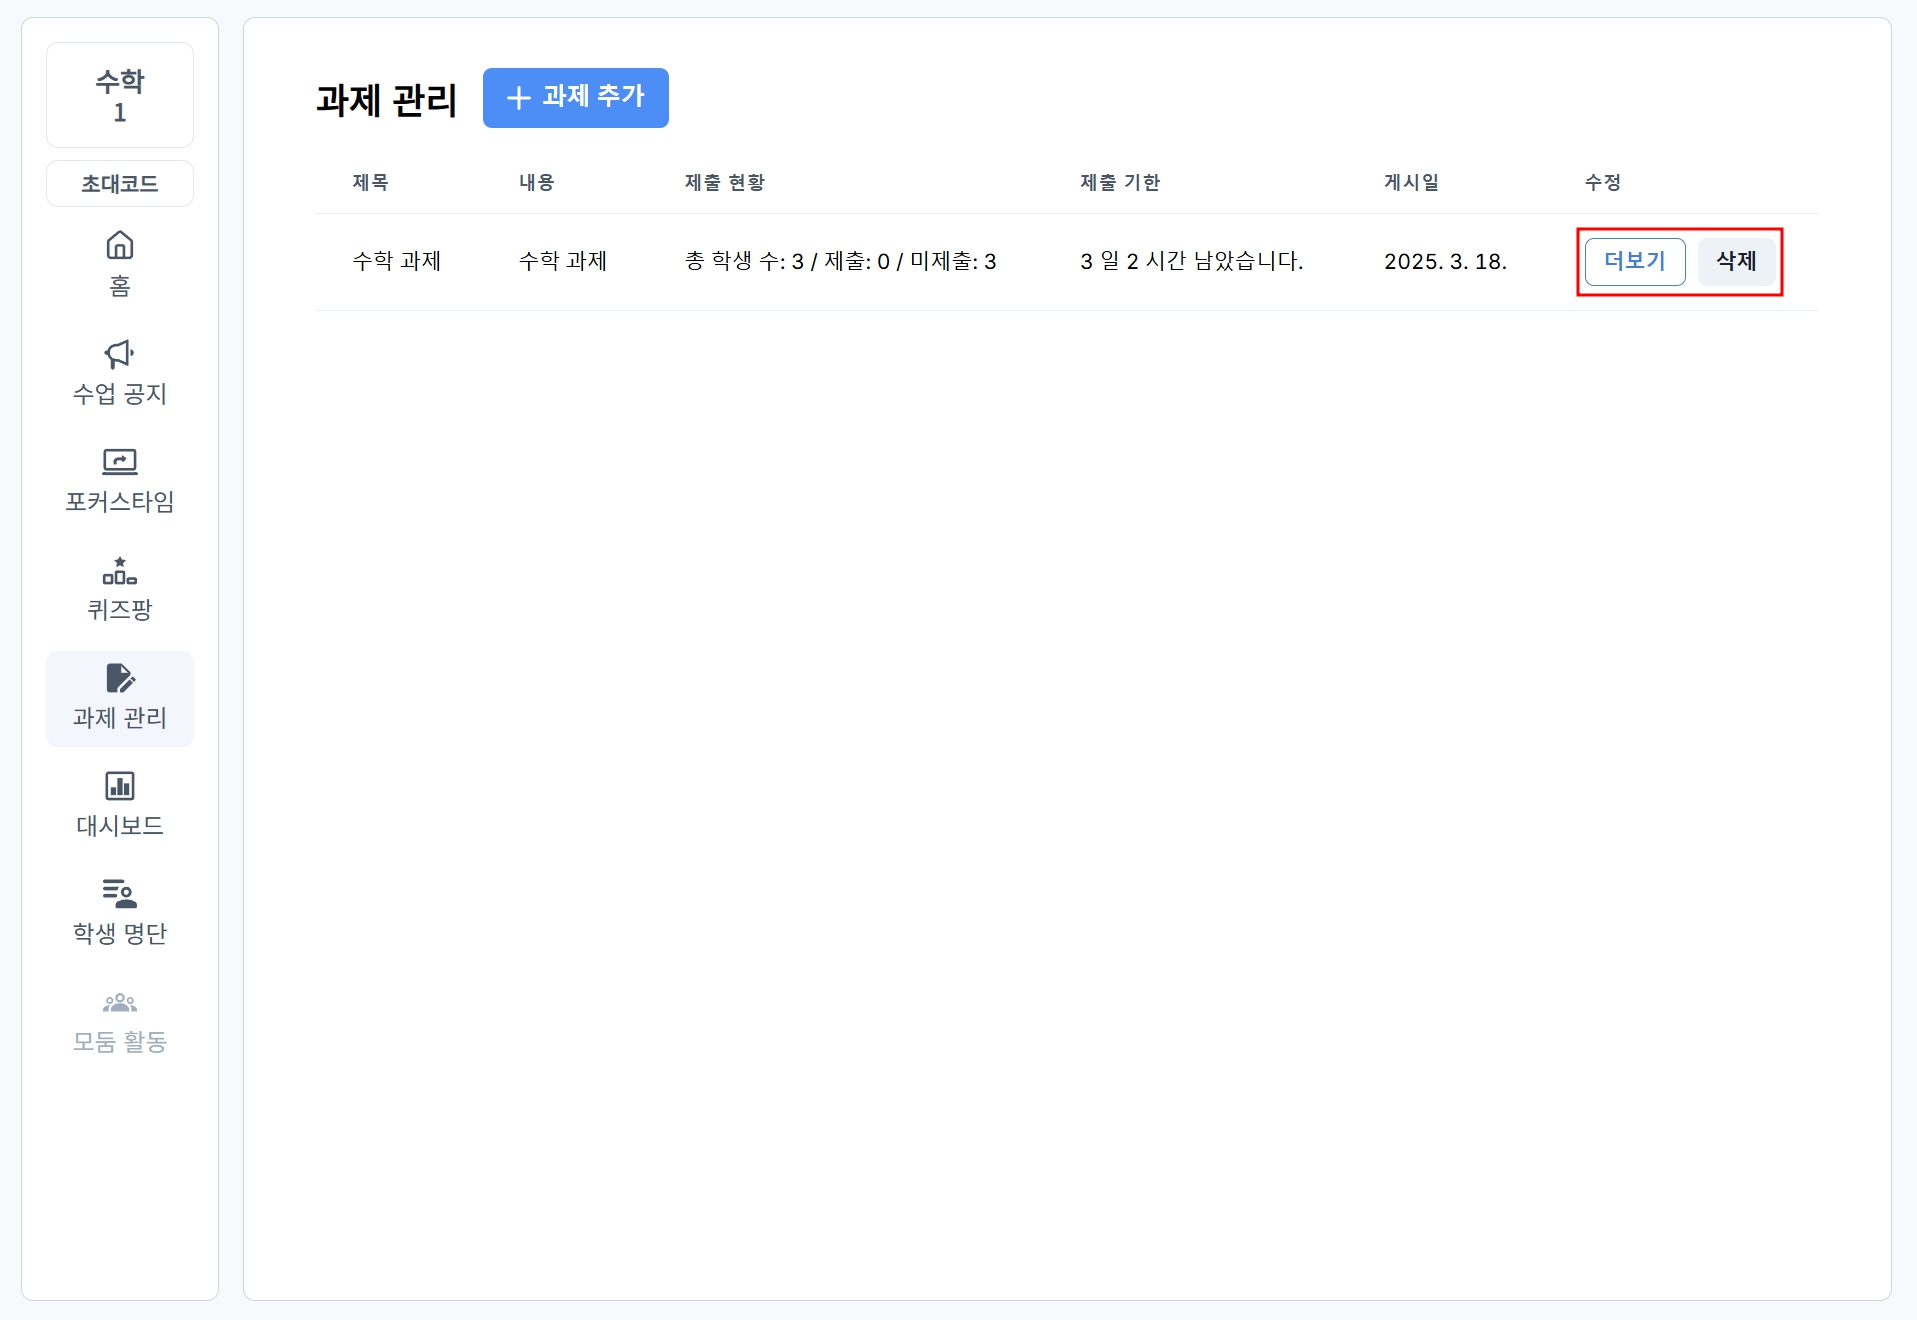 수학
1
초대코드
홈
수업 공지
포커스타임
퀴즈팡
과제 관리
대시보드
학생 명단
모둠 활동
과제 관리
과제 추가
제목 내용 제출 현황 제출 기한 게시일 수정
수학 과제 수학 과제 총 학생 수: 3 / 제출: 0 / 미제출: 3 3 일 2 시간 남았습니다. 2025. 3. 18. 더보기 삭제